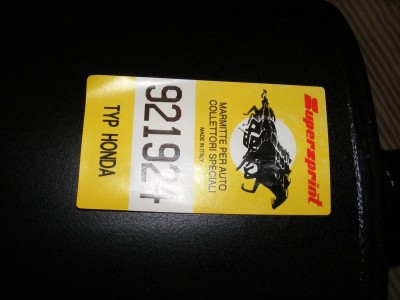 Supersprint
MARMITTE PER AUTO
COLLETTORI SPECIALI
MADE IN ITALY
921924
TYP HONDA